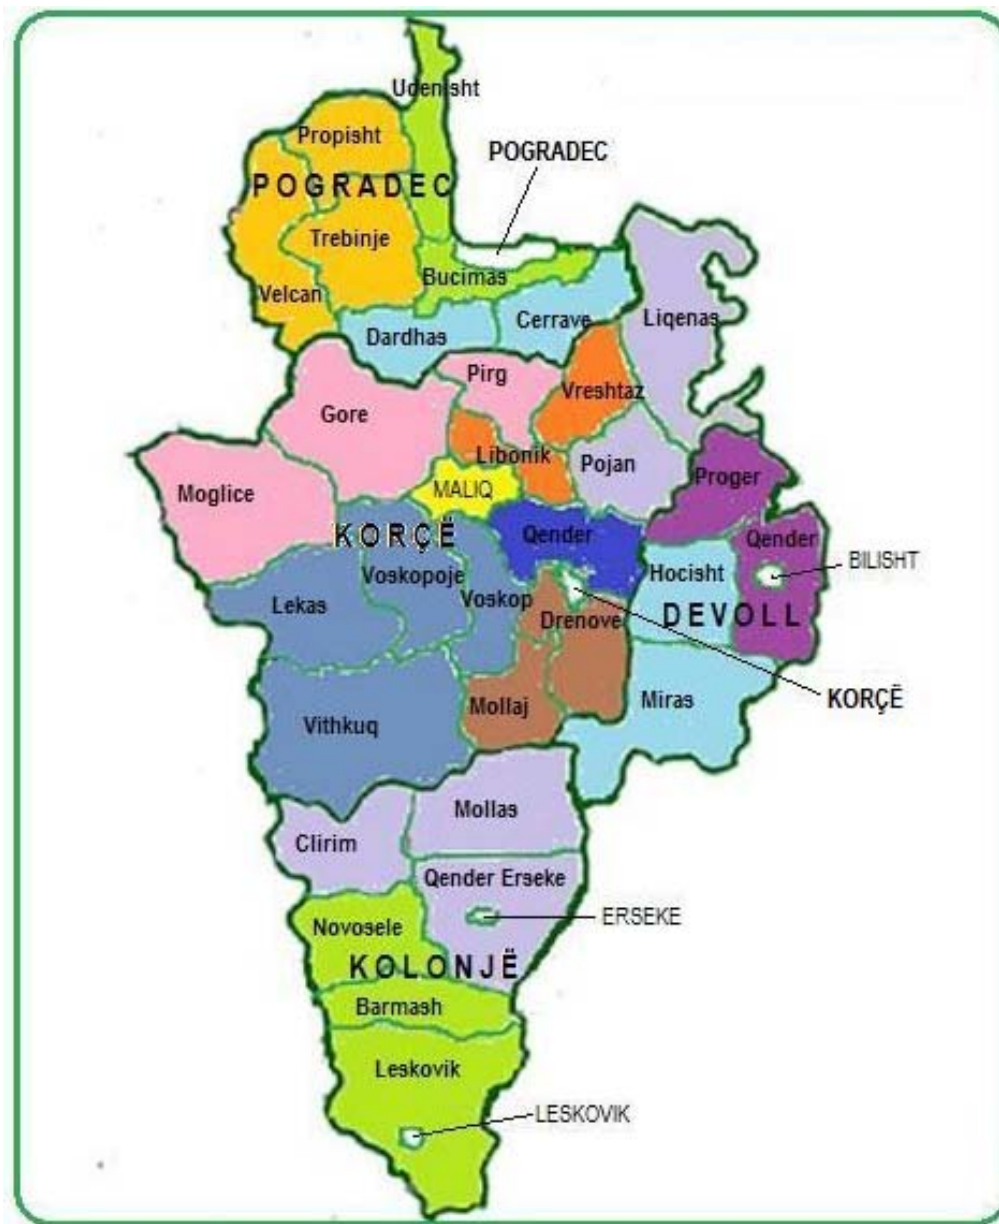 Udenisht
Propisht
POGRADEC
POGRADEC
Trebinje
Bucimas
Velcan
Cerrave
Liqenas
Dardhas
Pirg
Vreshtaz
Gore
Libonik
Pojan
Proger
Moglice
MALIQ
KORÇË
Qender
Qender
BILISHT
Voskopoje
Hocisht
Lekas
Voskop
Drenove
DEVOLL
KORÇË
Mollaj
Miras
Vithkuq
Mollas
Clirim
Qender Erseke
ERSEKE
Novosele
KOLONJË
Barmash
Leskovik
LESKOVIK